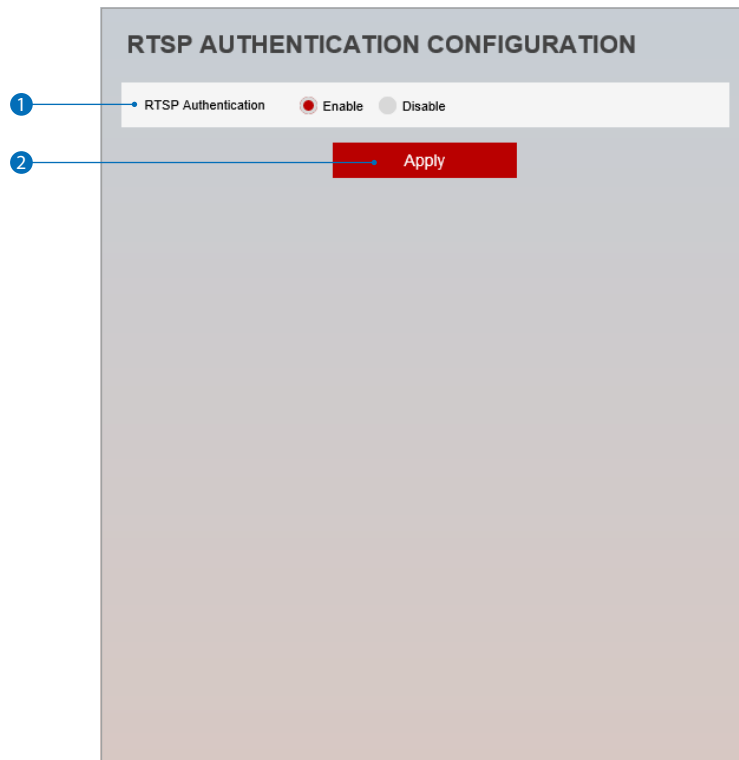 RTSP AUTHENTICATION CONFIGURATION
1 RTSP Authentication Enable Disable
2 Apply